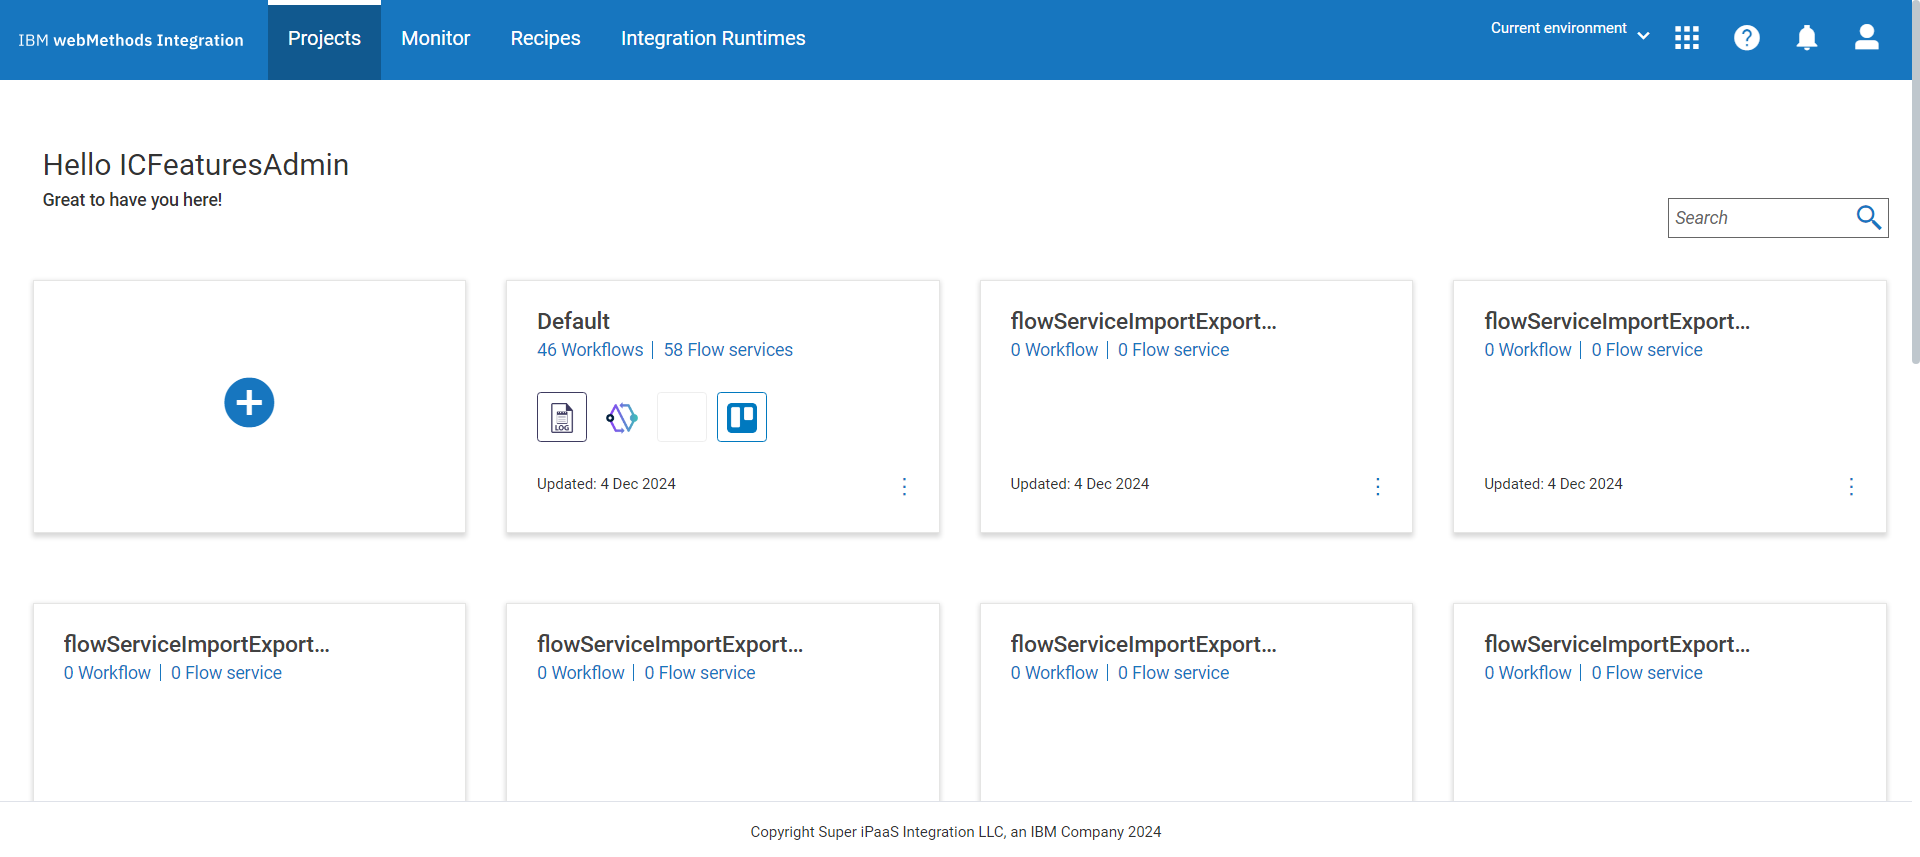 IBM webMethods Integration
Projects
Monitor
Recipes
Integration Runtimes
Current environment
Hello ICFeaturesAdmin
Great to have you here!
Search
Default
46 Workflows | 58 Flow services
LOG
Updated: 4 Dec 2024
flowServiceImportExport...
0 Workflow | 0 Flow service
Updated: 4 Dec 2024
flowServiceImportExport...
0 Workflow | 0 Flow service
Updated: 4 Dec 2024
flowServiceImportExport...
0 Workflow | 0 Flow service
flowServiceImportExport...
0 Workflow | 0 Flow service
flowServiceImportExport...
0 Workflow | 0 Flow service
flowServiceImportExport...
0 Workflow | 0 Flow service
Copyright Super iPaaS Integration LLC, an IBM Company 2024